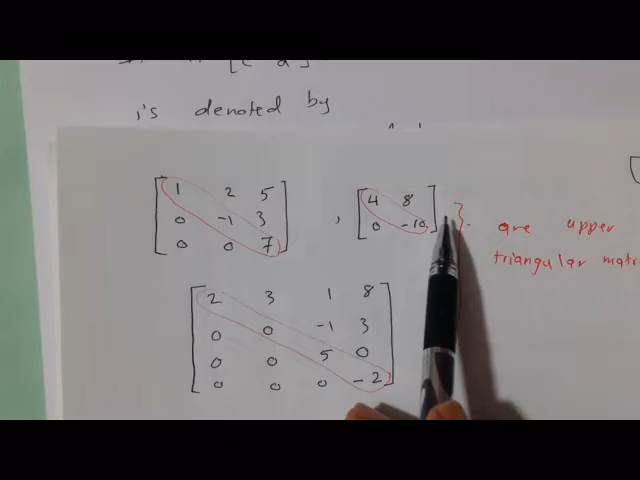 is denoted by
1 2 5
0 -1 3
0 0 7
,
4 8
0 -10
are upper
triangular
2 3 1 8
0 0 -1 3
0 0 5 0
0 0 0 -2